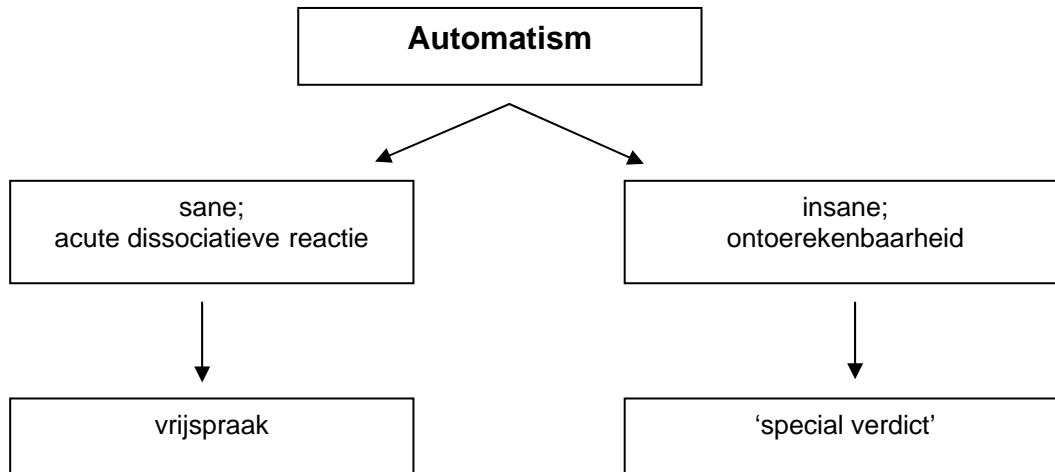 Automatism
sane;
acute dissociatieve reactie
insane;
ontoerekenbaarheid
vrijspraak
‘special verdict’